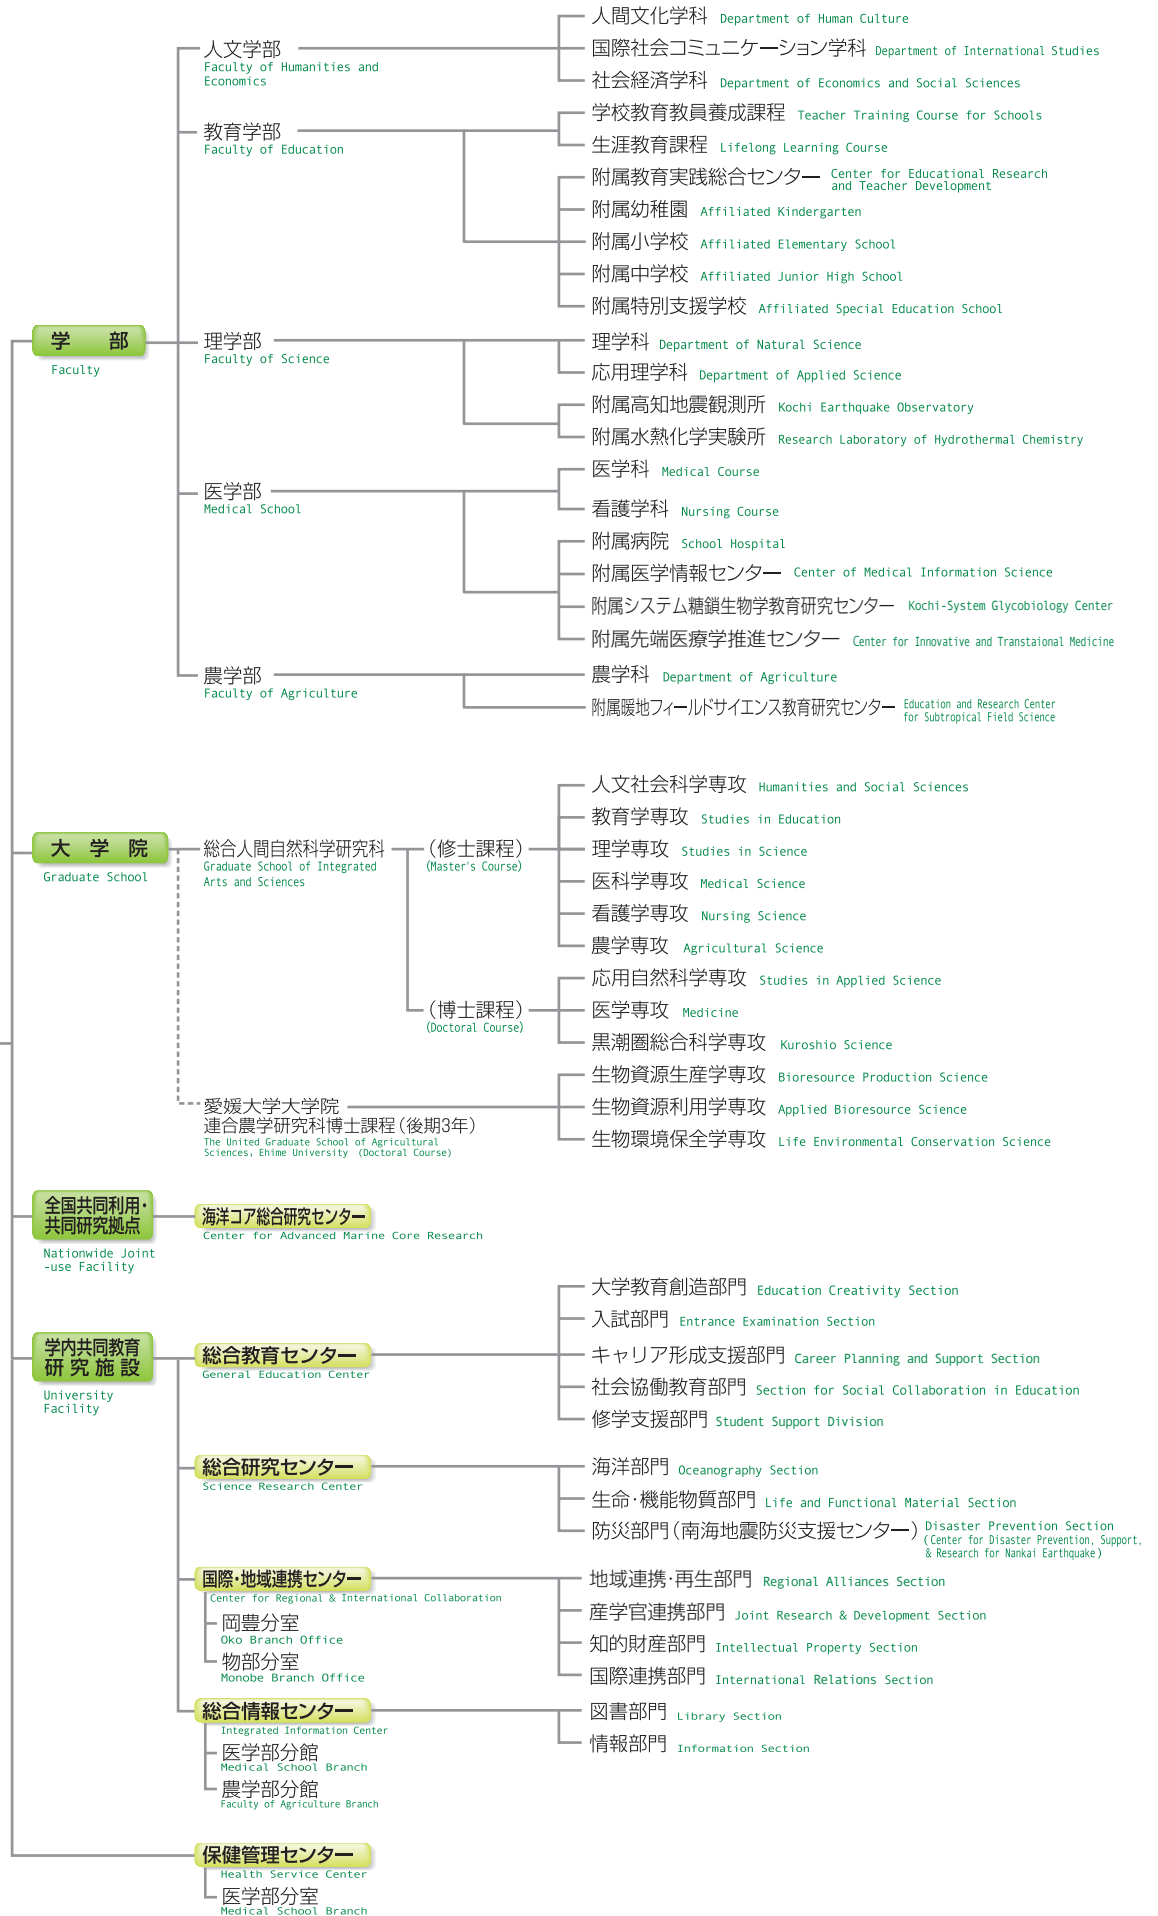 学　部
Faculty
人文学部
Faculty of Humanities and
Economics
人間文化学科 Department of Human Culture
国際社会コミュニケーション学科 Department of International Studies
社会経済学科 Department of Economics and Social Sciences
教育学部
Faculty of Education
学校教育教員養成課程 Teacher Training Course for Schools
生涯教育課程 Lifelong Learning Course
附属教育実践総合センター Center for Educational Research
and Teacher Development
附属幼稚園 Affiliated Kindergarten
附属小学校 Affiliated Elementary School
附属中学校 Affiliated Junior High School
附属特別支援学校 Affiliated Special Education School
理学部
Faculty of Science
理学科 Department of Natural Science
応用理学科 Department of Applied Science
附属高知地震観測所 Kochi Earthquake Observatory
附属水熱化学実験所 Research Laboratory of Hydrothermal Chemistry
医学部
Medical School
医学科 Medical Course
看護学科 Nursing Course
附属病院 School Hospital
附属医学情報センター Center of Medical Information Science
附属システム糖鎖生物学教育研究センター Kochi-System Glycobiology Center
附属先端医療学推進センター Center for Innovative and Transtaional Medicine
農学部
Faculty of Agriculture
農学科 Department of Agriculture
附属暖地フィールドサイエンス教育研究センター Education and Research Center
for Subtropical Field Science
大 学 院
Graduate School
総合人間自然科学研究科
Graduate School of Integrated
Arts and Sciences
（修士課程）
(Master's Course)
人文社会科学専攻 Humanities and Social Sciences
教育学専攻 Studies in Education
理学専攻 Studies in Science
医科学専攻 Medical Science
看護学専攻 Nursing Science
農学専攻 Agricultural Science
（博士課程）
(Doctoral Course)
応用自然科学専攻 Studies in Applied Science
医学専攻 Medicine
黒潮圏総合科学専攻 Kuroshio Science
愛媛大学大学院
連合農学研究科博士課程（後期3年）
The United Graduate School of Agricultural
Sciences, Ehime University (Doctoral Course)
生物資源生産学専攻 Bioresource Production Science
生物資源利用学専攻 Applied Bioresource Science
生物環境保全学専攻 Life Environmental Conservation Science
全国共同利用・
共同研究拠点
Nationwide Joint
-use Facility
海洋コア総合研究センター
Center for Advanced Marine Core Research
学内共同教育
研究施設
University
Facility
総合教育センター
General Education Center
大学教育創造部門 Education Creativity Section
入試部門 Entrance Examination Section
キャリア形成支援部門 Career Planning and Support Section
社会協働教育部門 Section for Social Collaboration in Education
修学支援部門 Student Support Division
総合研究センター
Science Research Center
海洋部門 Oceanography Section
生命・機能物質部門 Life and Functional Material Section
防災部門（南海地震防災支援センター） Disaster Prevention Section
(Center for Disaster Prevention, Support,
& Research for Nankai Earthquake)
国際・地域連携センター
Center for Regional & International Collaboration
岡豊分室
Oko Branch Office
物部分室
Monobe Branch Office
地域連携・再生部門 Regional Alliances Section
産学官連携部門 Joint Research & Development Section
知的財産部門 Intellectual Property Section
国際連携部門 International Relations Section
総合情報センター
Integrated Information Center
医学部分館
Medical School Branch
農学部分館
Faculty of Agriculture Branch
図書部門 Library Section
情報部門 Information Section
保健管理センター
Health Service Center
医学部分室
Medical School Branch